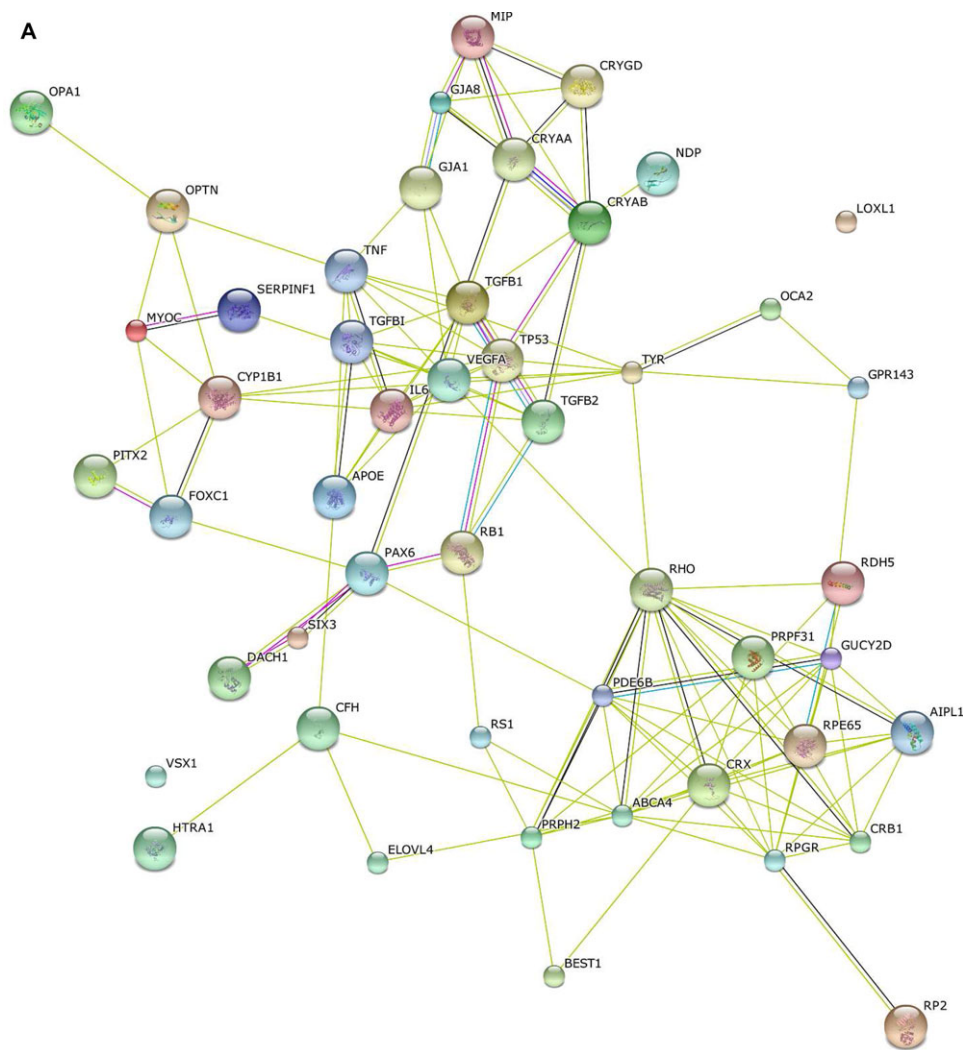 MIP
A
CRYGD
OPA1
GJA8
CRYAA
NDP
GJA1
OPTN
CRYAB
LOXL1
TNF
TGFB1
SERPINF1
OCA2
MYOC
TGFBI
TP53
VEGFA
TYR
GPR143
CYP1B1
IL6
TGFB2
PITX2
APOE
FOXC1
RB1
PAX6
RHO
RDH5
SIX3
PRPF31
GUCY2D
DACH1
PDE6B
AIPL1
CFH
RS1
RPE65
VSX1
CRX
ABCA4
HTRA1
PRPH2
CRB1
ELOVL4
RPGR
BEST1
RP2